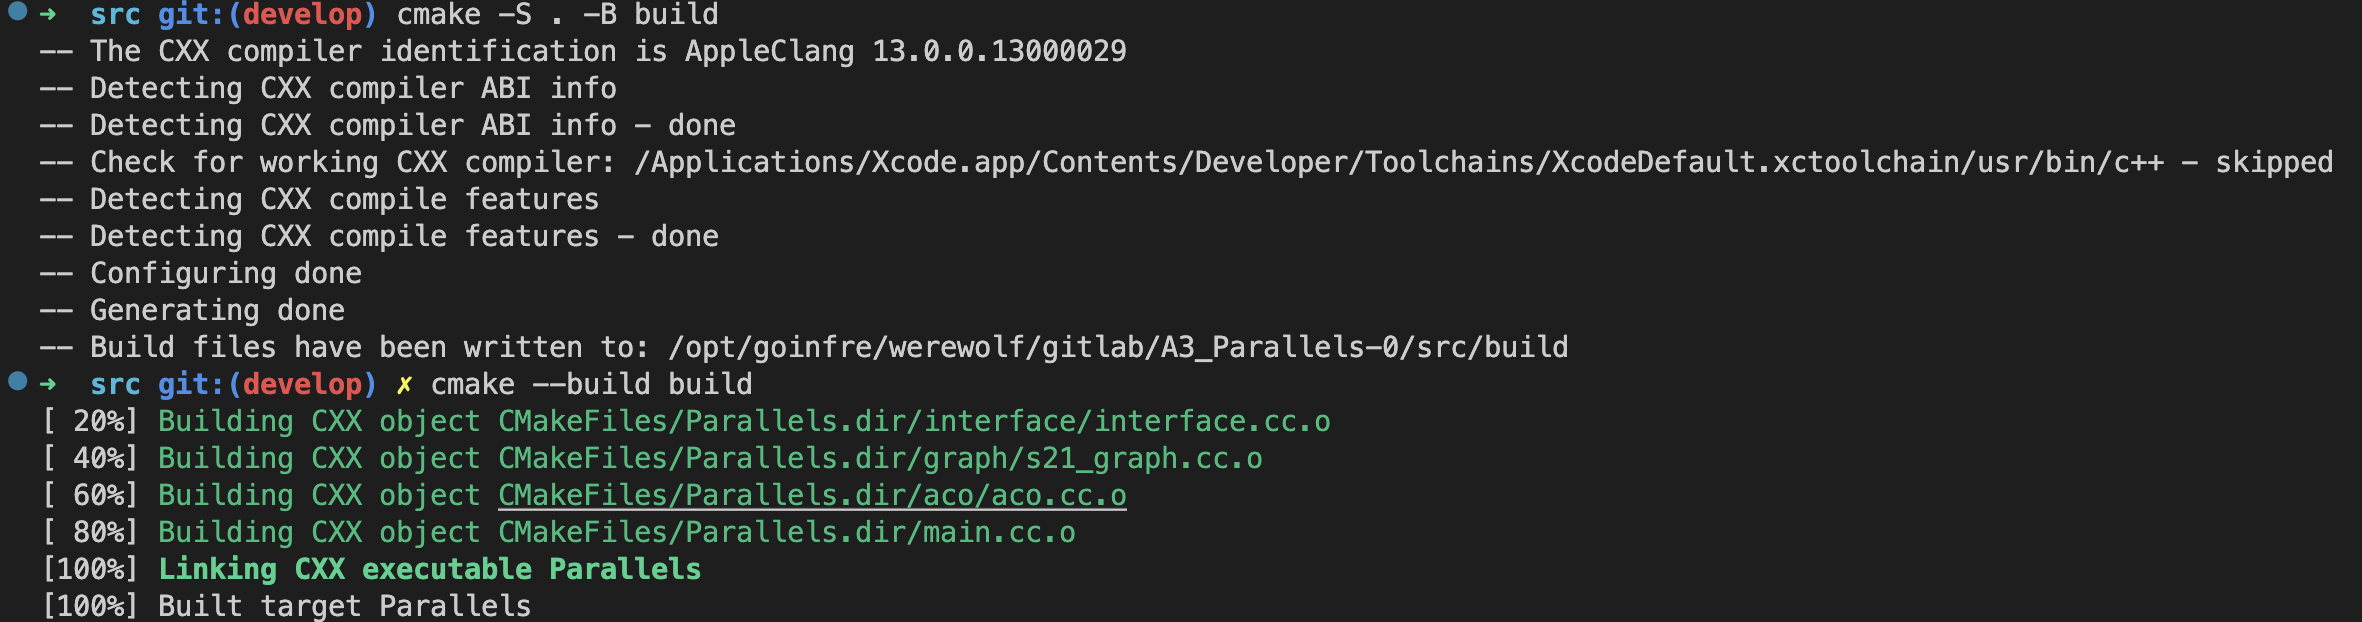 ➜  src git:(develop) cmake -S . -B build
-- The CXX compiler identification is AppleClang 13.0.0.13000029
-- Detecting CXX compiler ABI info
-- Detecting CXX compiler ABI info - done
-- Check for working CXX compiler: /Applications/Xcode.app/Contents/Developer/Toolchains/XcodeDefault.xctoolchain/usr/bin/c++ - skipped
-- Detecting CXX compile features
-- Detecting CXX compile features - done
-- Configuring done
-- Generating done
-- Build files have been written to: /opt/goinfre/werewolf/gitlab/A3_Parallels-0/src/build
➜  src git:(develop) ✗ cmake --build build
[ 20%] Building CXX object CMakeFiles/Parallels.dir/interface/interface.cc.o
[ 40%] Building CXX object CMakeFiles/Parallels.dir/graph/s21_graph.cc.o
[ 60%] Building CXX object CMakeFiles/Parallels.dir/aco/aco.cc.o
[ 80%] Building CXX object CMakeFiles/Parallels.dir/main.cc.o
[100%] Linking CXX executable Parallels
[100%] Built target Parallels